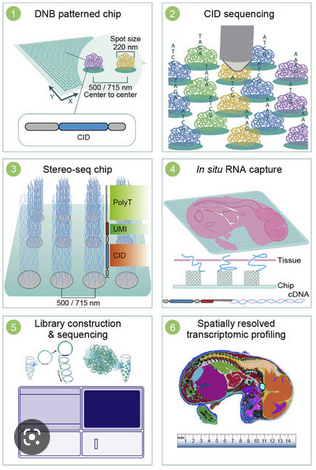 1 DNB patterned chip
Spot size
220 nm
500 / 715 nm
Center to center
Y
X
CID
2 CID sequencing
3 Stereo-seq chip
PolyT
UMI
CID
500 / 715 nm
4 In situ RNA capture
Tissue
Chip
cDNA
5 Library construction
& sequencing
6 Spatially resolved
transcriptomic profiling
1 2 3 4 5 6 7 8 9 10 11 12 13 14